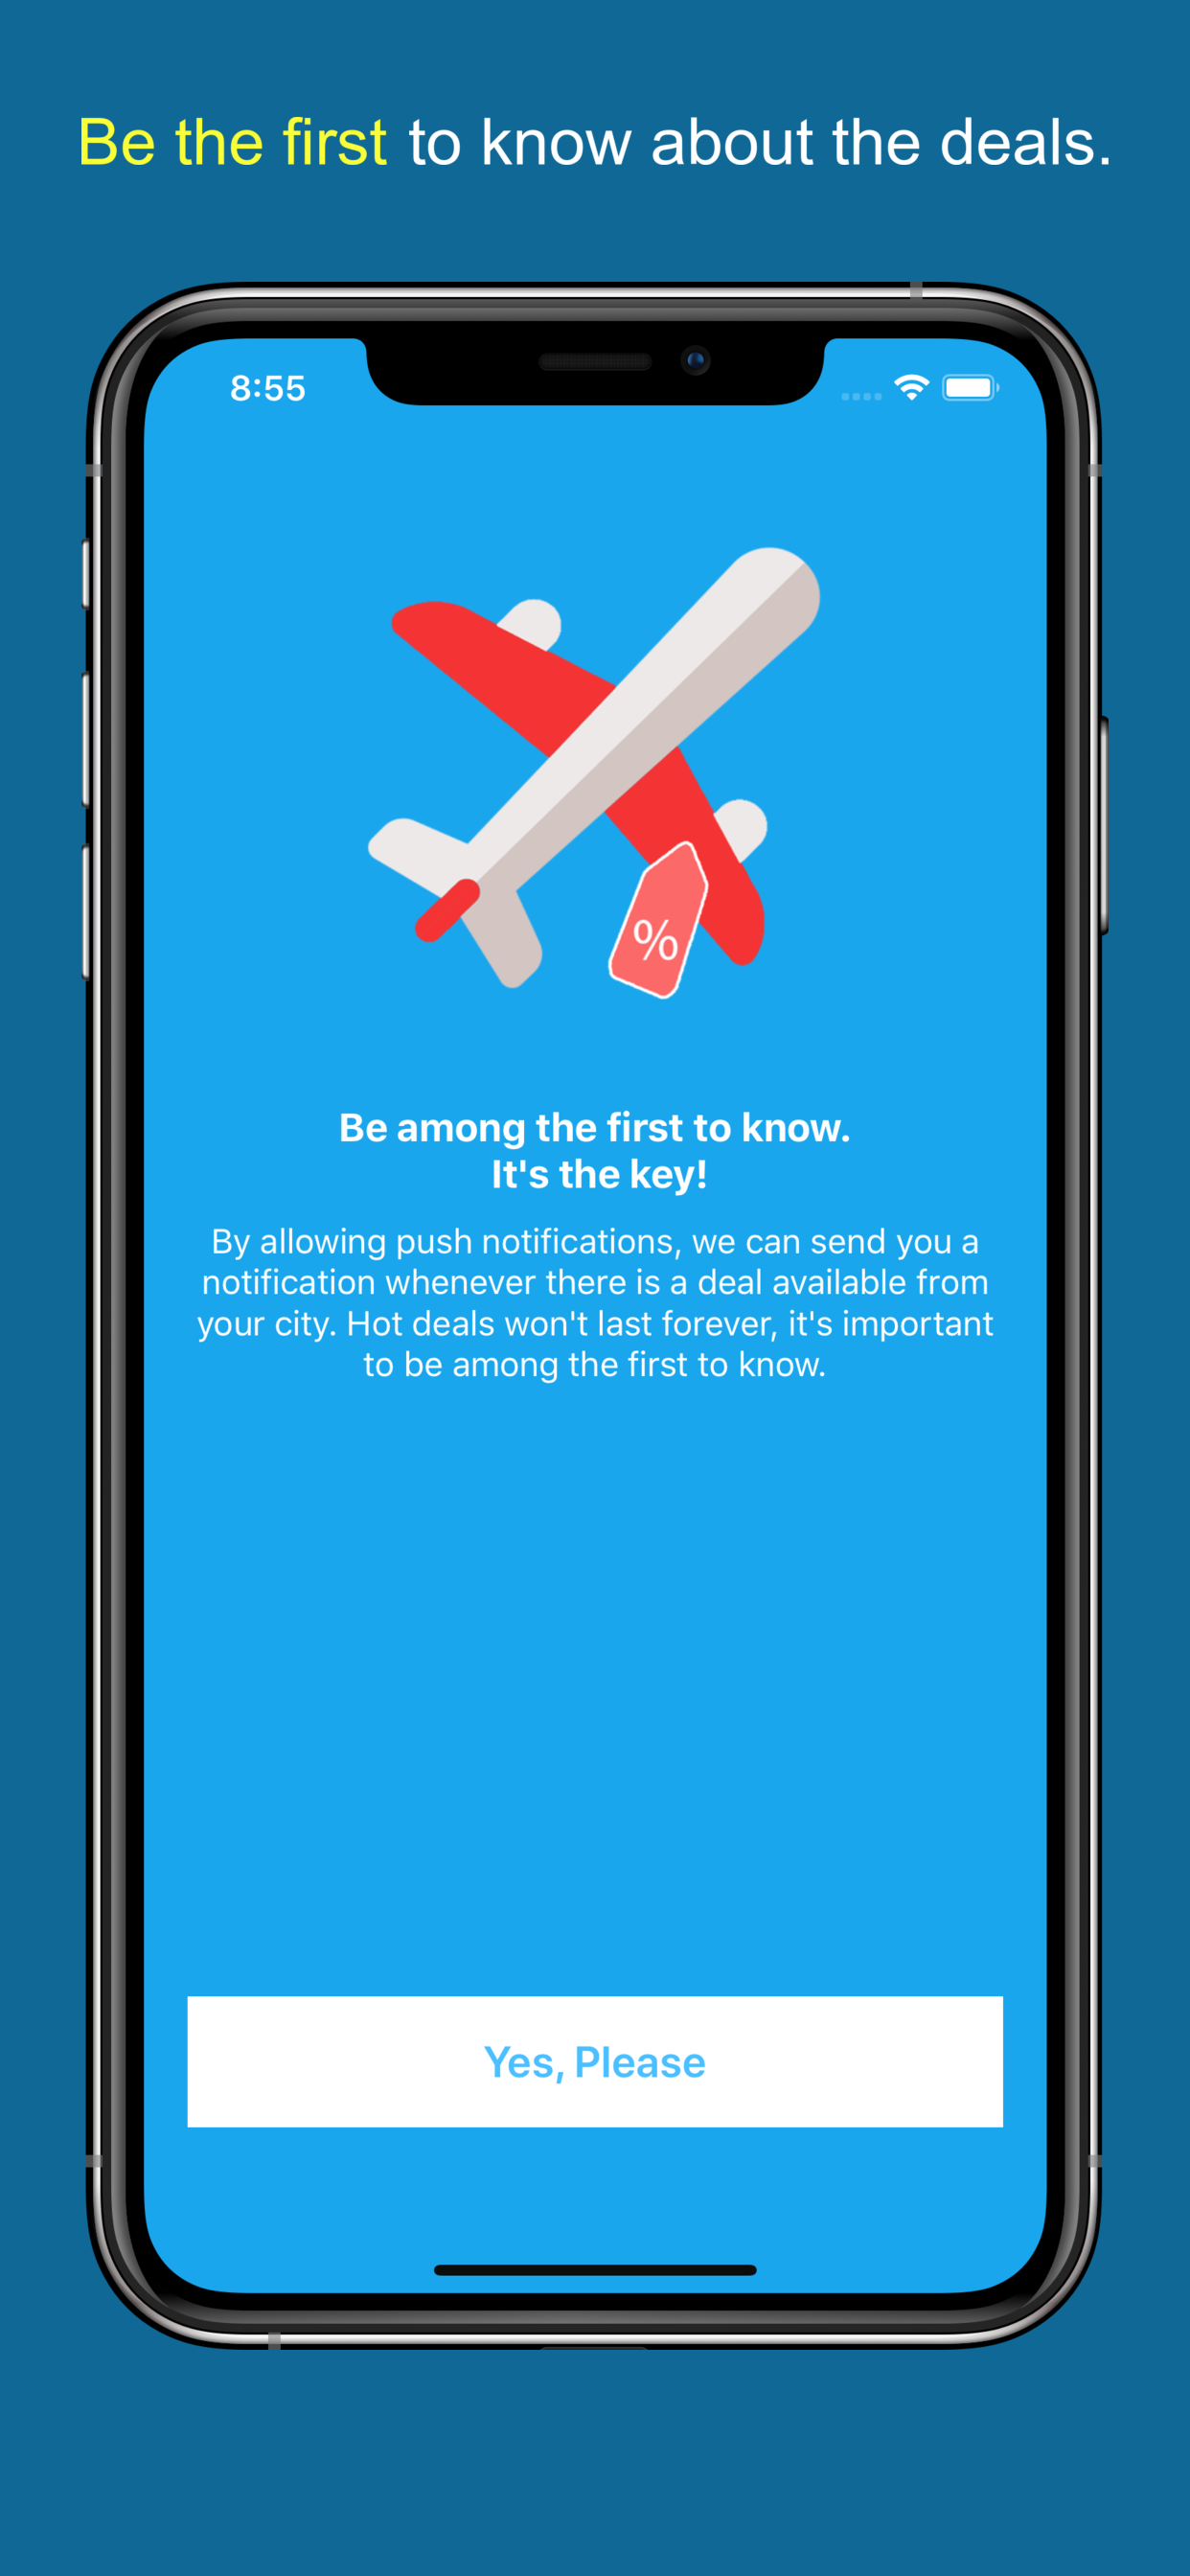 Be the first to know about the deals.
8:55
%
Be among the first to know.
It's the key!
By allowing push notifications, we can send you a
notification whenever there is a deal available from
your city. Hot deals won't last forever, it's important
to be among the first to know.
Yes, Please